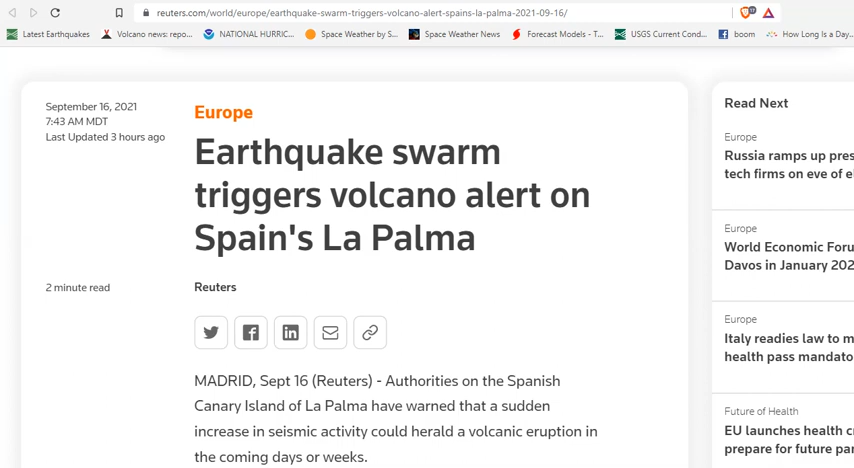 reuters.com/world/europe/earthquake-swarm-triggers-volcano-alert-spains-la-palma-2021-09-16/
17
Latest Earthquakes
Volcano news: repo...
NATIONAL HURRIC...
Space Weather by S...
Space Weather News
Forecast Models - T...
USGS Current Cond...
boom
How Long Is a Day...
September 16, 2021
7:43 AM MDT
Last Updated 3 hours ago
Europe
Earthquake swarm
triggers volcano alert on
Spain's La Palma
2 minute read
Reuters
MADRID, Sept 16 (Reuters) - Authorities on the Spanish
Canary Island of La Palma have warned that a sudden
increase in seismic activity could herald a volcanic eruption in
the coming days or weeks.
Read Next
Europe
Russia ramps up pres
tech firms on eve of e
Europe
World Economic Foru
Davos in January 202
Europe
Italy readies law to m
health pass mandato
Future of Health
EU launches health c
prepare for future pan